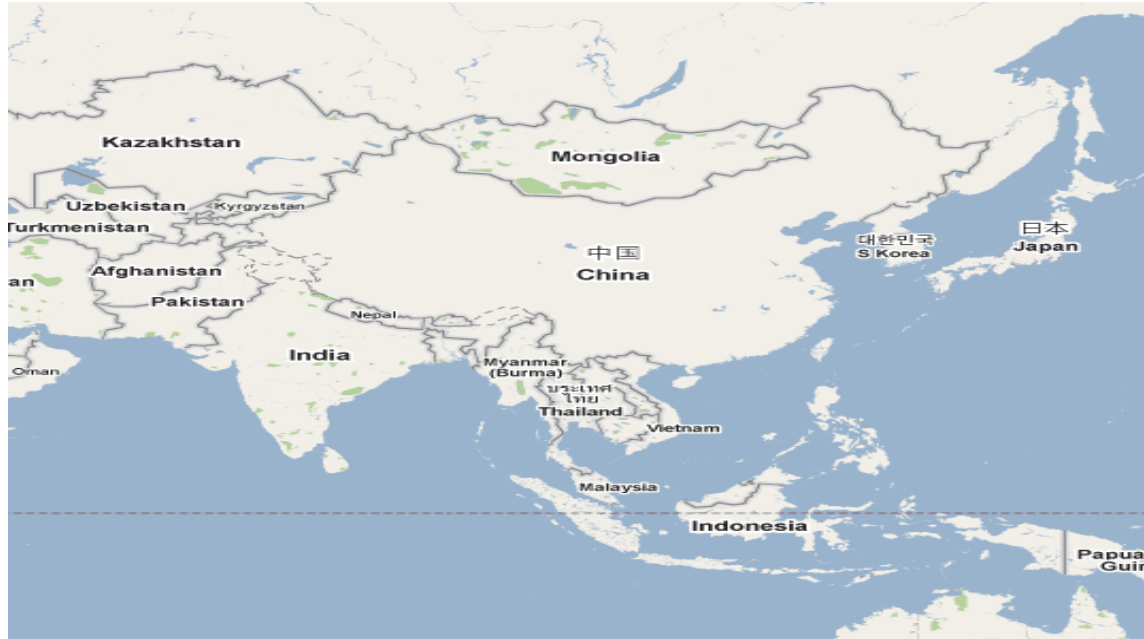 Kazakhstan
Mongolia
Uzbekistan
Kyrgyzstan
Turkmenistan
中国
China
대한민국
S Korea
日本
Japan
Afghanistan
an
Pakistan
Nepal
India
Oman
Myanmar
(Burma)
ประเทศ
ไทย
Thailand
Vietnam
Malaysia
Indonesia
Papua
Guin